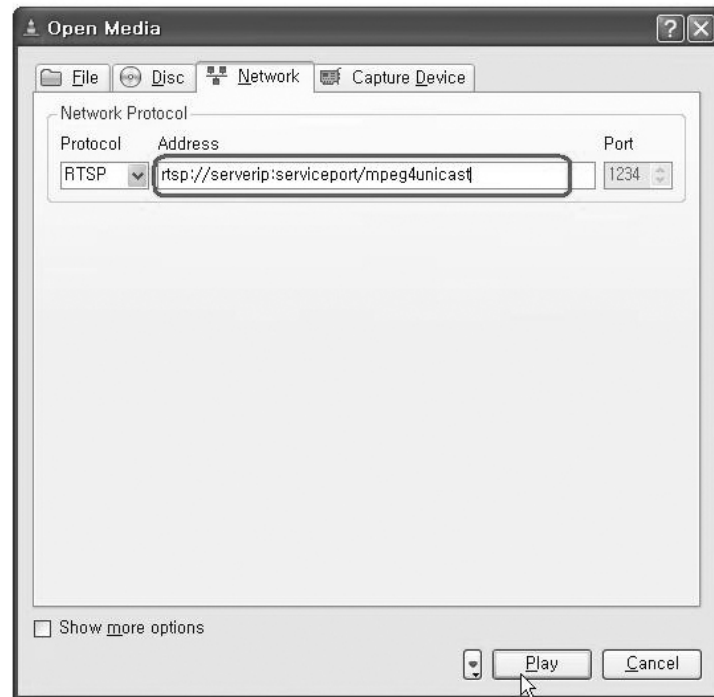 Open Media
File Disc Network Capture Device
Network Protocol
Protocol Address Port
RTSP rtsp://serverip:serviceport/mpeg4unicast 1234
Show more options
Play Cancel